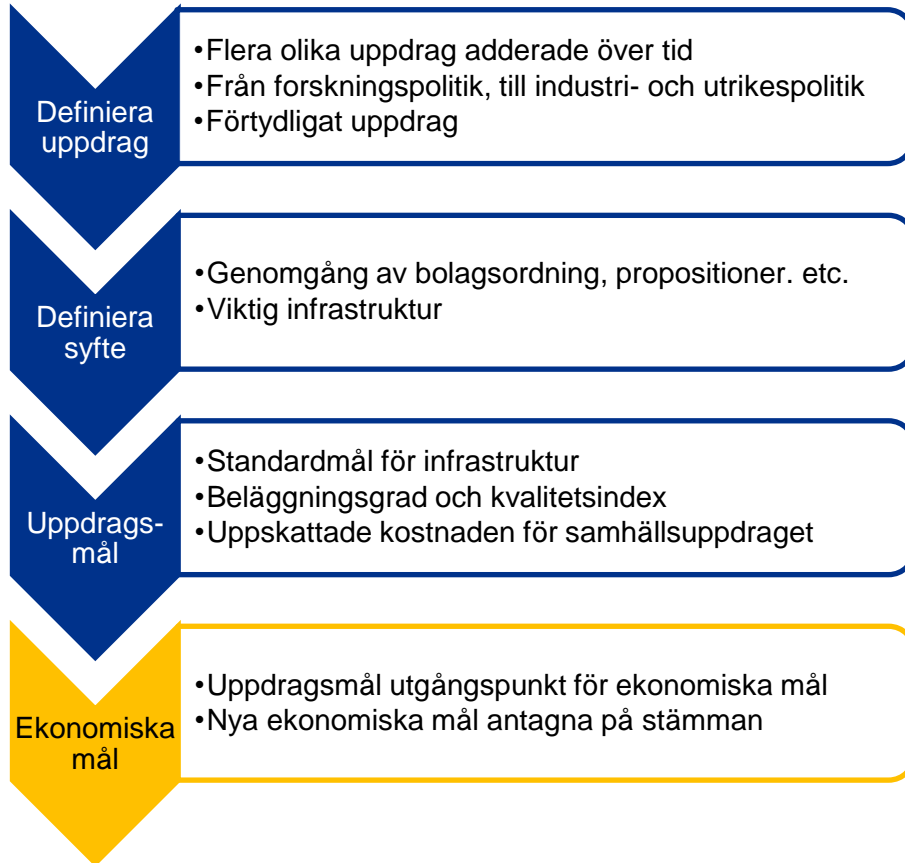 Definiera
uppdrag
•Flera olika uppdrag adderade över tid
•Från forskningspolitik, till industri- och utrikespolitik
•Förtydligat uppdrag
Definiera
syfte
•Genomgång av bolagsordning, propositioner. etc.
•Viktig infrastruktur
Uppdrags-
mål
•Standardmål för infrastruktur
•Beläggningsgrad och kvalitetsindex
•Uppskattade kostnaden för samhällsuppdraget
Ekonomiska
mål
•Uppdragsmål utgångspunkt för ekonomiska mål
•Nya ekonomiska mål antagna på stämman